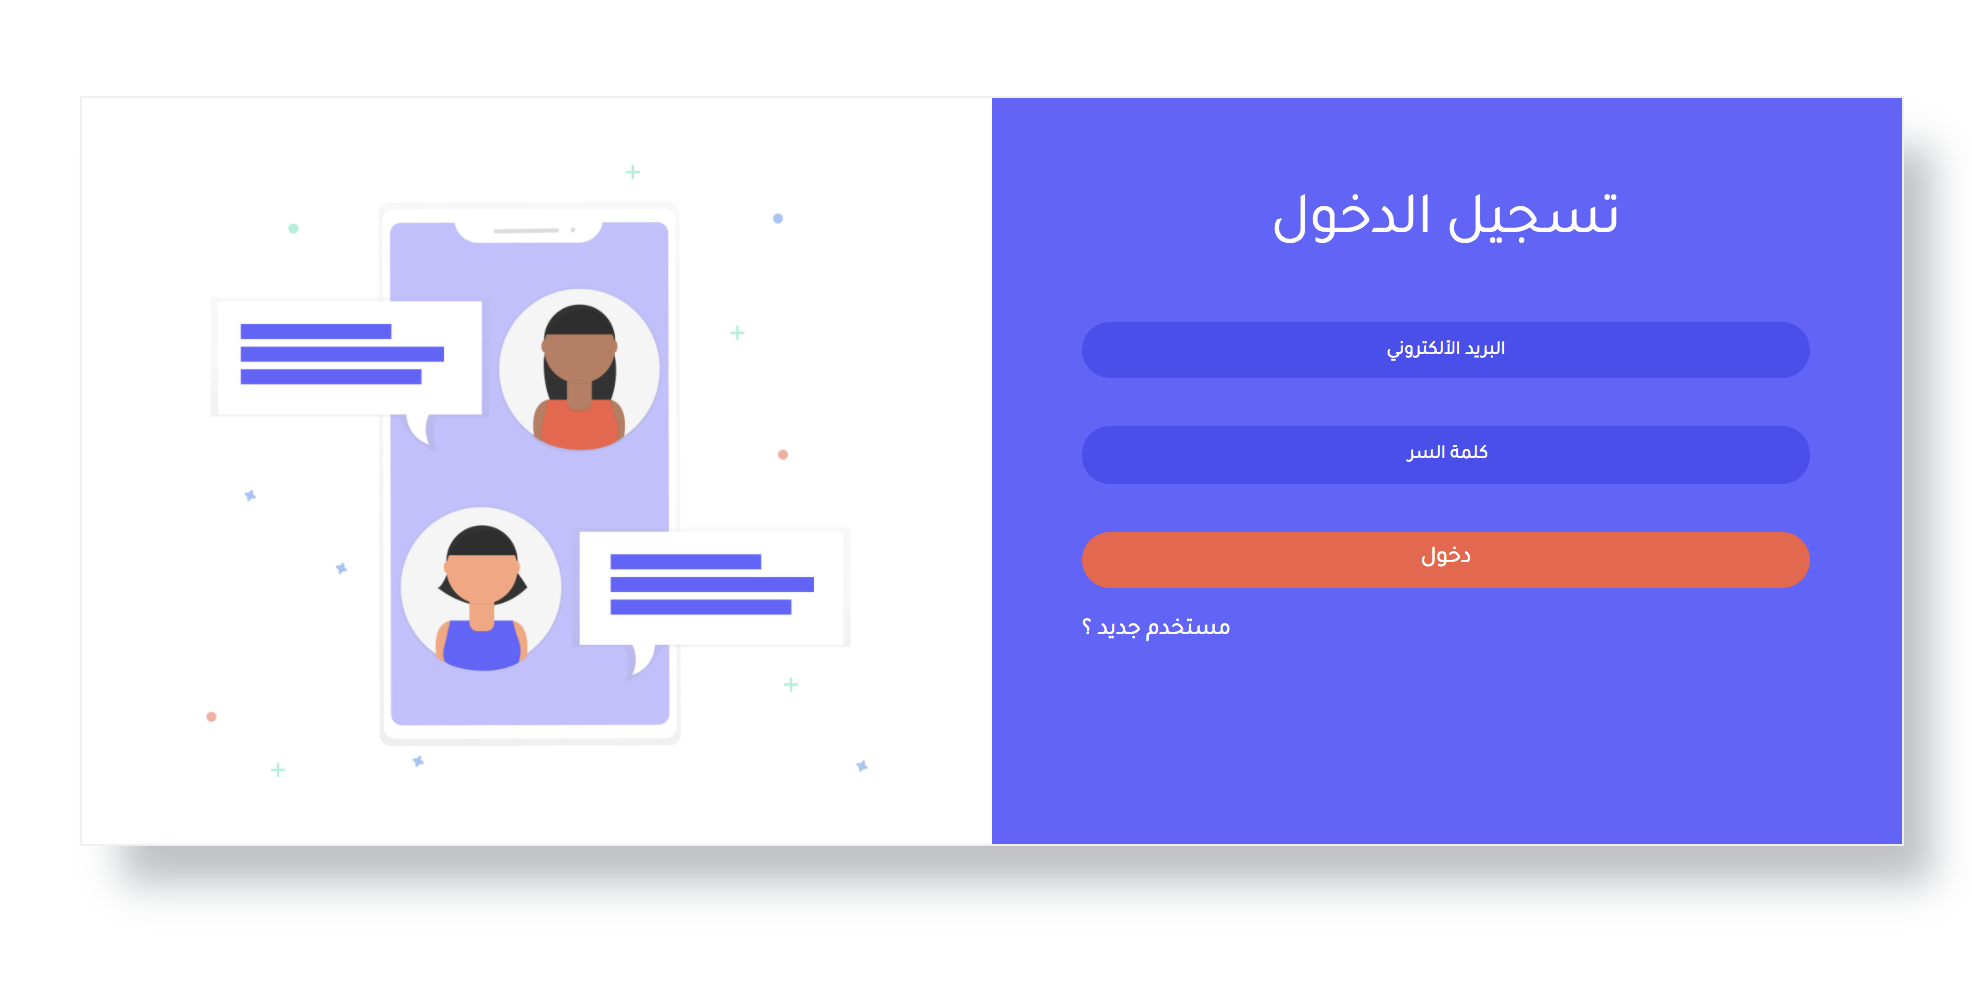 تسجيل الدخول
البريد الألكتروني
كلمة السر
دخول
مستخدم جديد ؟